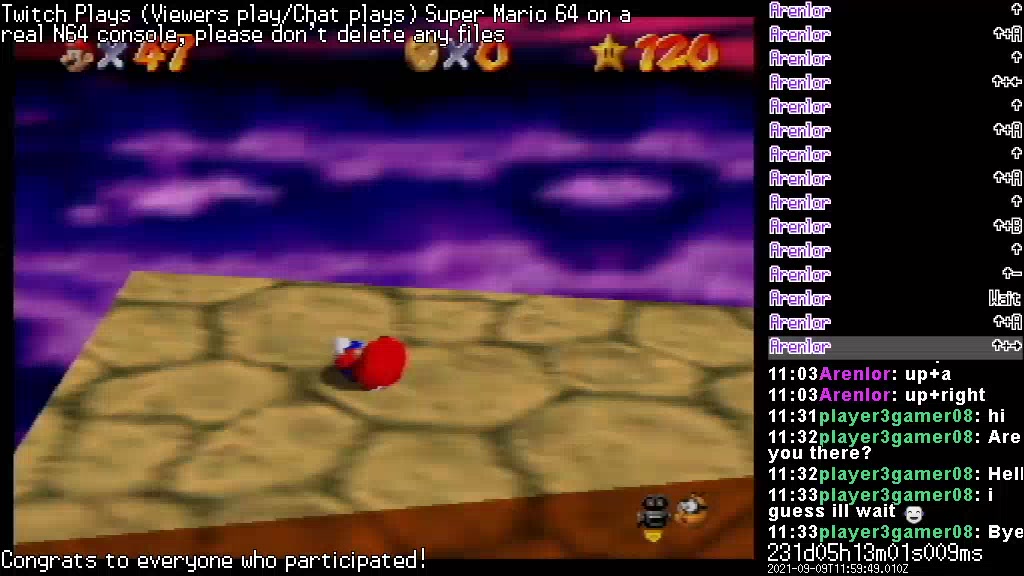 Twitch Plays (Viewers play/Chat plays) Super Mario 64 on a
real N64 console, please don't delete any files
x 47
x 0
120
Arenlor ↑
Arenlor ↑+A
Arenlor ↑
Arenlor ↑+←
Arenlor ↑
Arenlor ↑+A
Arenlor ↑
Arenlor ↑+A
Arenlor ↑
Arenlor ↑+B
Arenlor ↑
Arenlor ↑-
Arenlor Wait
Arenlor ↑+A
Arenlor ↑+→
11:03Arenlor: up+a
11:03Arenlor: up+right
11:31player3gamer08: hi
11:32player3gamer08: Are
you there?
11:32player3gamer08: Hell
11:33player3gamer08: i
guess ill wait
11:33player3gamer08: Bye
231d05h13m01s009ms
2021-09-09T11:59:49.010Z
Congrats to everyone who participated!